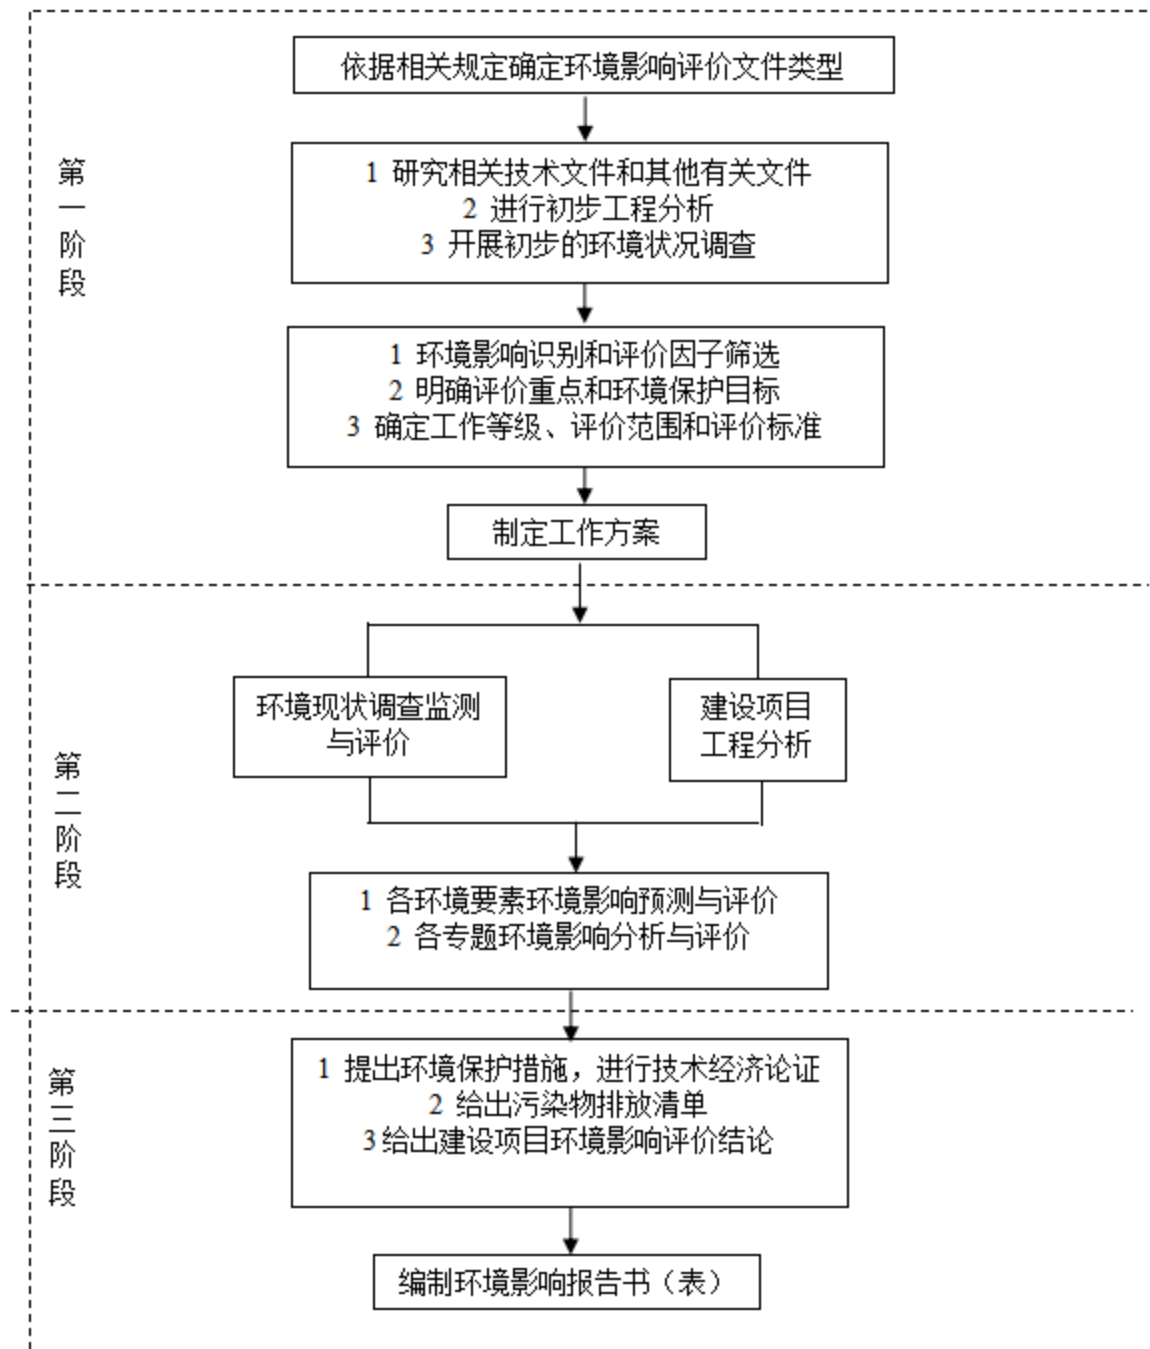 依据相关规定确定环境影响评价文件类型
第一阶段
1 研究相关技术文件和其他有关文件
2 进行初步工程分析
3 开展初步的环境状况调查
1 环境影响识别和评价因子筛选
2 明确评价重点和环境保护目标
3 确定工作等级、评价范围和评价标准
制定工作方案
第二阶段
环境现状调查监测
与评价
建设项目
工程分析
1 各环境要素环境影响预测与评价
2 各专题环境影响分析与评价
第三阶段
1 提出环境保护措施，进行技术经济论证
2 给出污染物排放清单
3给出建设项目环境影响评价结论
编制环境影响报告书（表）